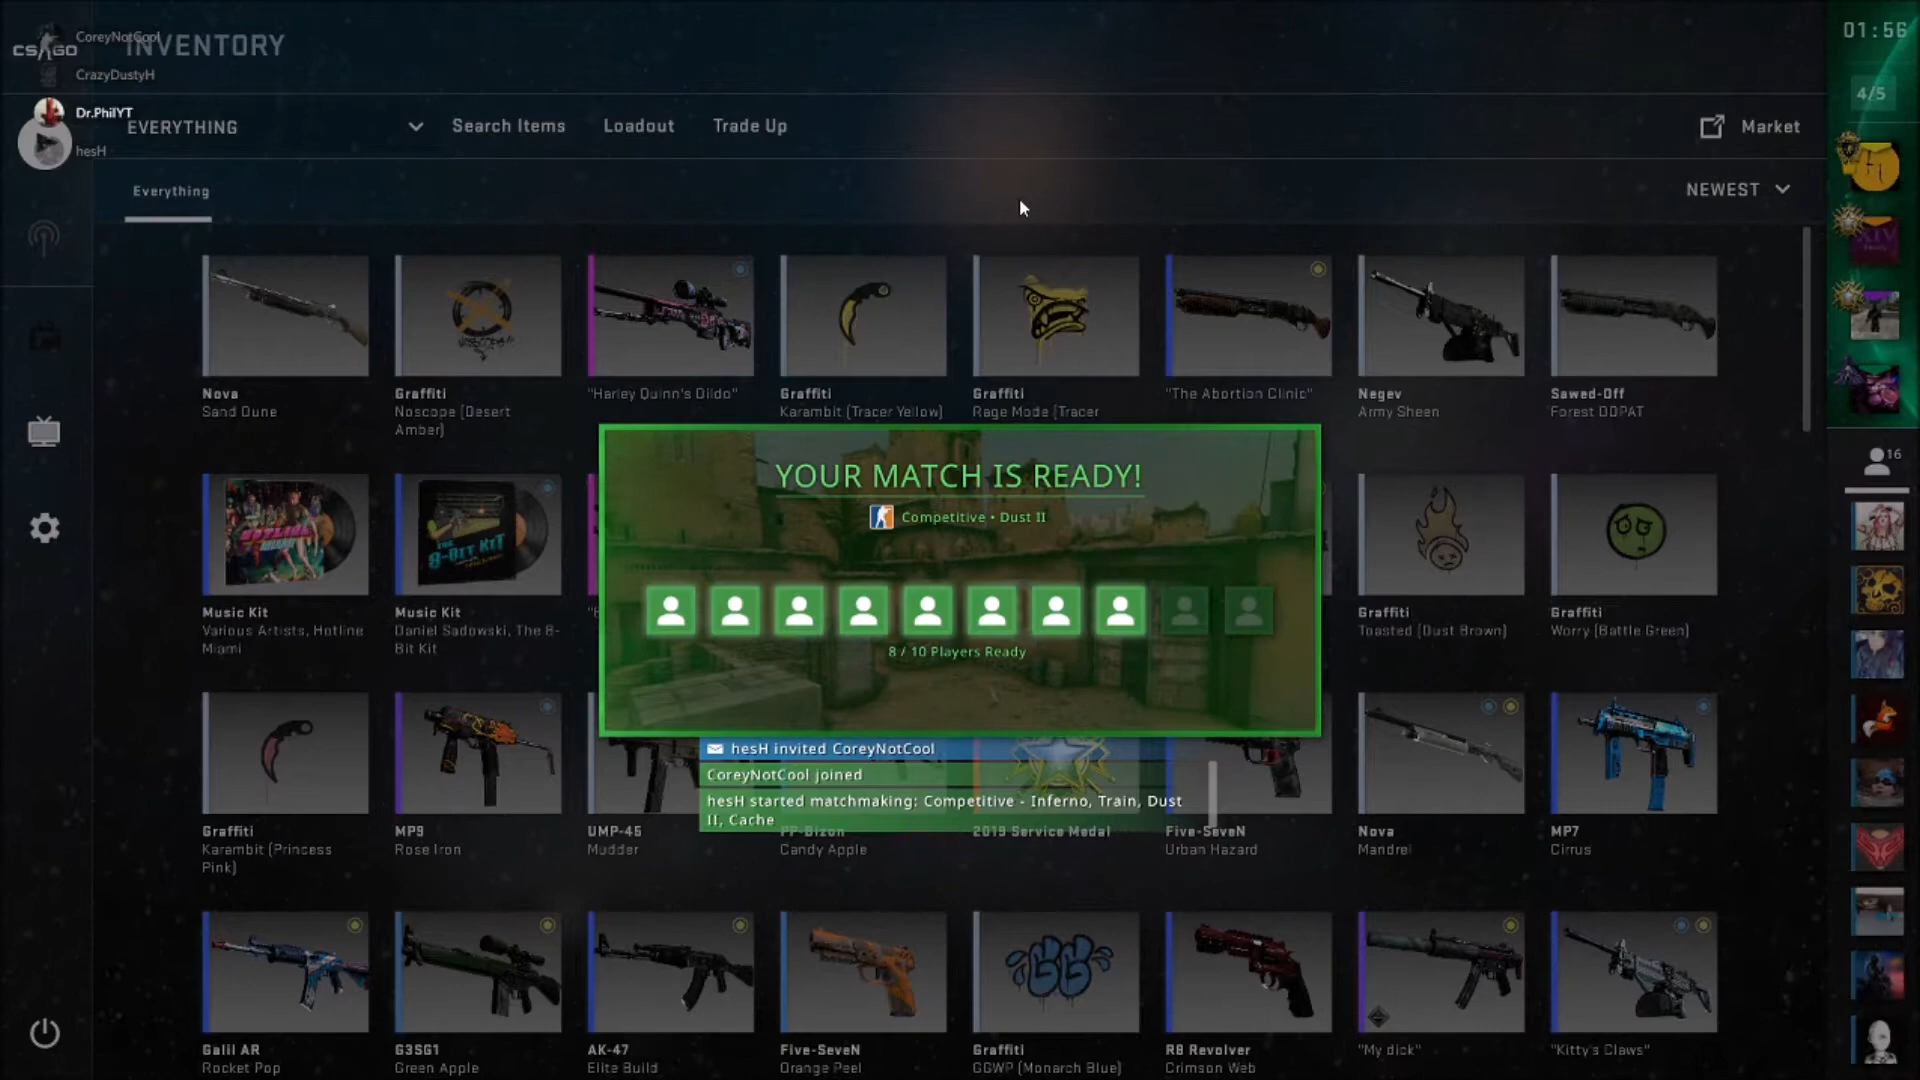 CS GO
CoreyNotCool
INVENTORY
01:56
CrazyDustyH
4/5
Dr.PhilYT
EVERYTHING
Search Items
Loadout
Trade Up
Market
hesH
Everything
NEWEST
Nova
Sand Dune
Graffiti
Noscope (Desert
Amber)
"Harley Quinn's Dildo"
Graffiti
Karambit (Tracer Yellow)
Graffiti
Rage Mode (Tracer
"The Abortion Clinic"
Negev
Army Sheen
Sawed-Off
Forest DDPAT
16
YOUR MATCH IS READY!
Competitive • Dust II
8 / 10 Players Ready
Music Kit
Various Artists, Hotline
Miami
Music Kit
Daniel Sadowski, The 8-
Bit Kit
Graffiti
Toasted (Dust Brown)
Graffiti
Worry (Battle Green)
hesH invited CoreyNotCool
CoreyNotCool joined
hesH started matchmaking: Competitive - Inferno, Train, Dust
II, Cache
Graffiti
Karambit (Princess
Pink)
MP9
Rose Iron
UMP-45
Mudder
PP-Bizon
Candy Apple
2019 Service Medal
Five-SeveN
Urban Hazard
Nova
Mandrel
MP7
Cirrus
Galil AR
Rocket Pop
G3SG1
Green Apple
AK-47
Elite Build
Five-SeveN
Orange Peel
Graffiti
GGWP (Monarch Blue)
R8 Revolver
Crimson Web
"My dick"
"Kitty's Claws"